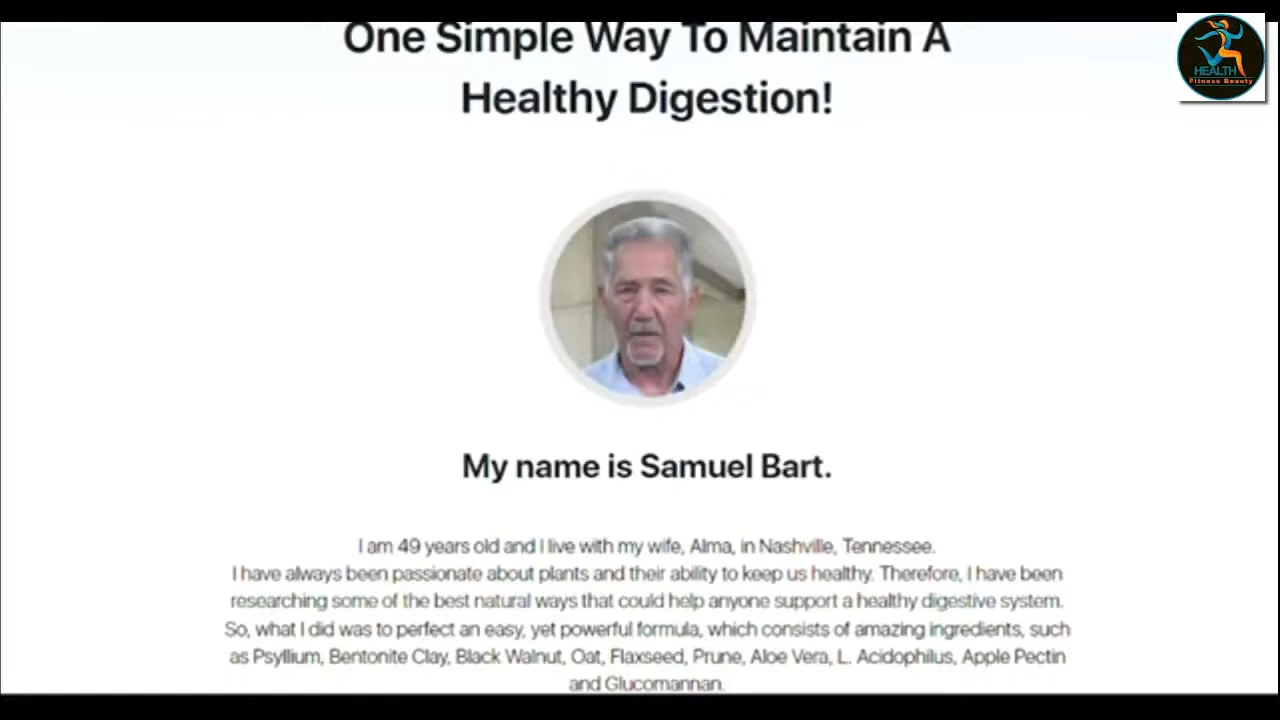 One Simple Way To Maintain A
Healthy Digestion!
HEALTH
Fitness Beauty
My name is Samuel Bart.
I am 49 years old and I live with my wife, Alma, in Nashville, Tennessee.
I have always been passionate about plants and their ability to keep us healthy. Therefore, I have been
researching some of the best natural ways that could help anyone support a healthy digestive system.
So, what I did was to perfect an easy, yet powerful formula, which consists of amazing ingredients, such
as Psyllium, Bentonite Clay, Black Walnut, Oat, Flaxseed, Prune, Aloe Vera, L. Acidophilus, Apple Pectin
and Glucomannan.